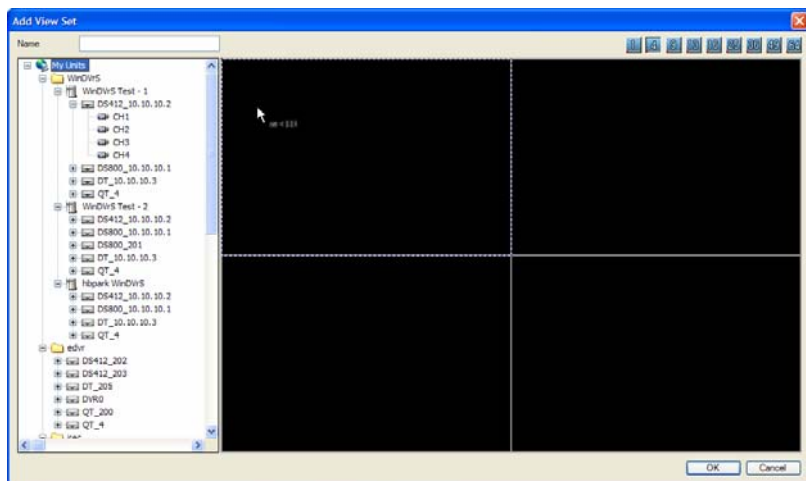 Add View Set
Name
My Units
WinDVrS
WinDVrS Test - 1
DS412_10.10.10.2
CH1
CH2
CH3
CH4
DS800_10.10.10.1
DT_10.10.10.3
QT_4
WinDVrS Test - 2
DS412_10.10.10.2
DS800_10.10.10.1
DS800_201
DT_10.10.10.3
QT_4
hbpark WinDVrS
DS412_10.10.10.2
DS800_10.10.10.1
DT_10.10.10.3
QT_4
edvr
DS412_202
DS412_203
DT_205
DVR0
QT_200
QT_4
OK Cancel